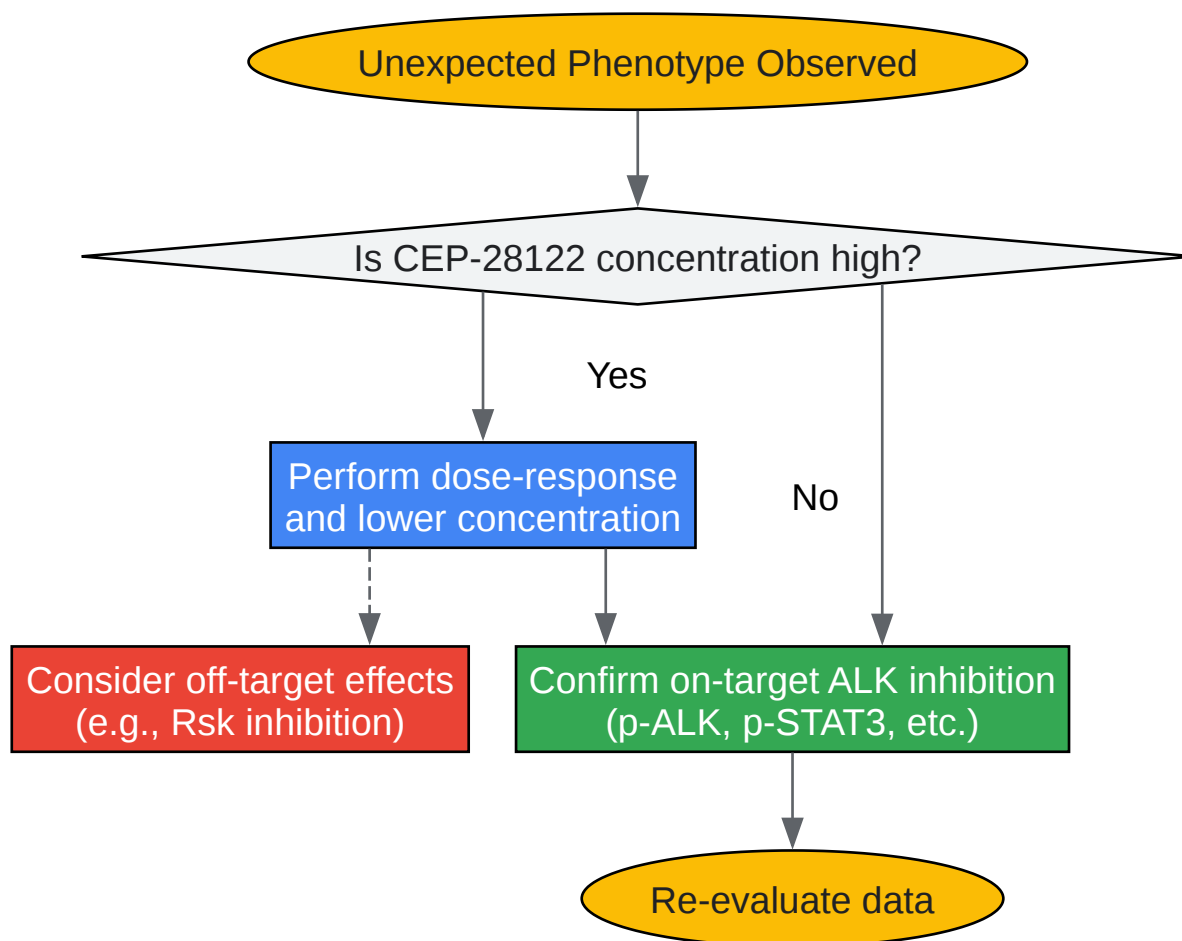 Unexpected Phenotype Observed
Is CEP-28122 concentration high?
Yes
Perform dose-response
and lower concentration
No
Consider off-target effects
(e.g., Rsk inhibition)
Confirm on-target ALK inhibition
(p-ALK, p-STAT3, etc.)
Re-evaluate data